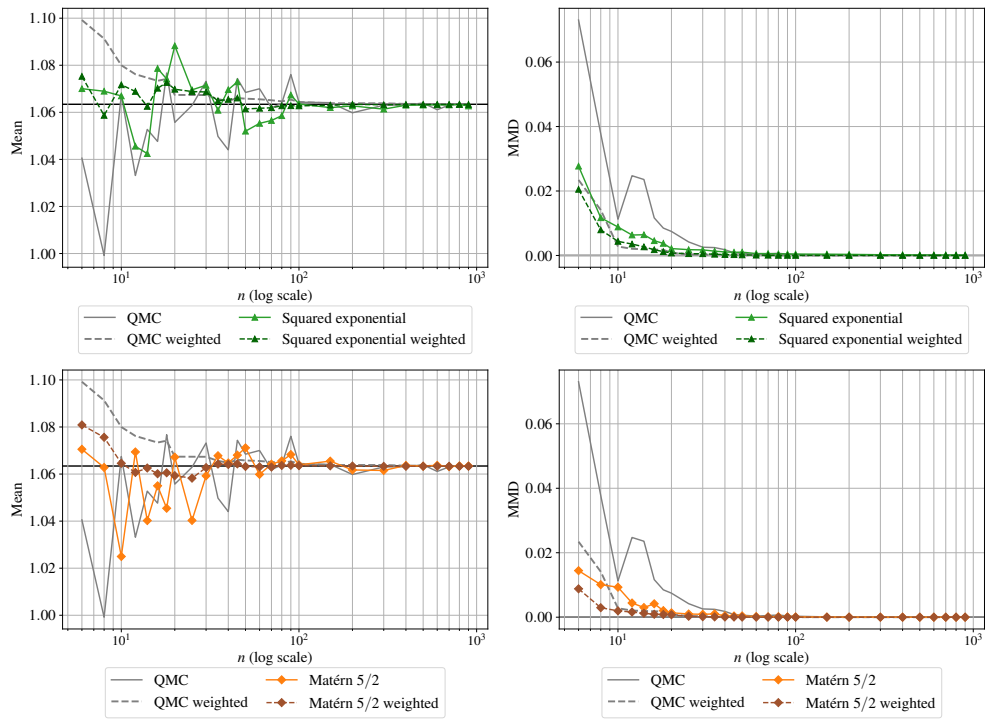 1.10
1.08
1.06
1.04
1.02
1.00
Mean
10¹
10²
10³
n (log scale)
QMC
QMC weighted
Squared exponential
Squared exponential weighted
0.06
0.04
0.02
0.00
MMD
10¹
10²
10³
n (log scale)
QMC
QMC weighted
Squared exponential
Squared exponential weighted
1.10
1.08
1.06
1.04
1.02
1.00
Mean
10¹
10²
10³
n (log scale)
QMC
QMC weighted
Matérn 5/2
Matérn 5/2 weighted
0.06
0.04
0.02
0.00
MMD
10¹
10²
10³
n (log scale)
QMC
QMC weighted
Matérn 5/2
Matérn 5/2 weighted